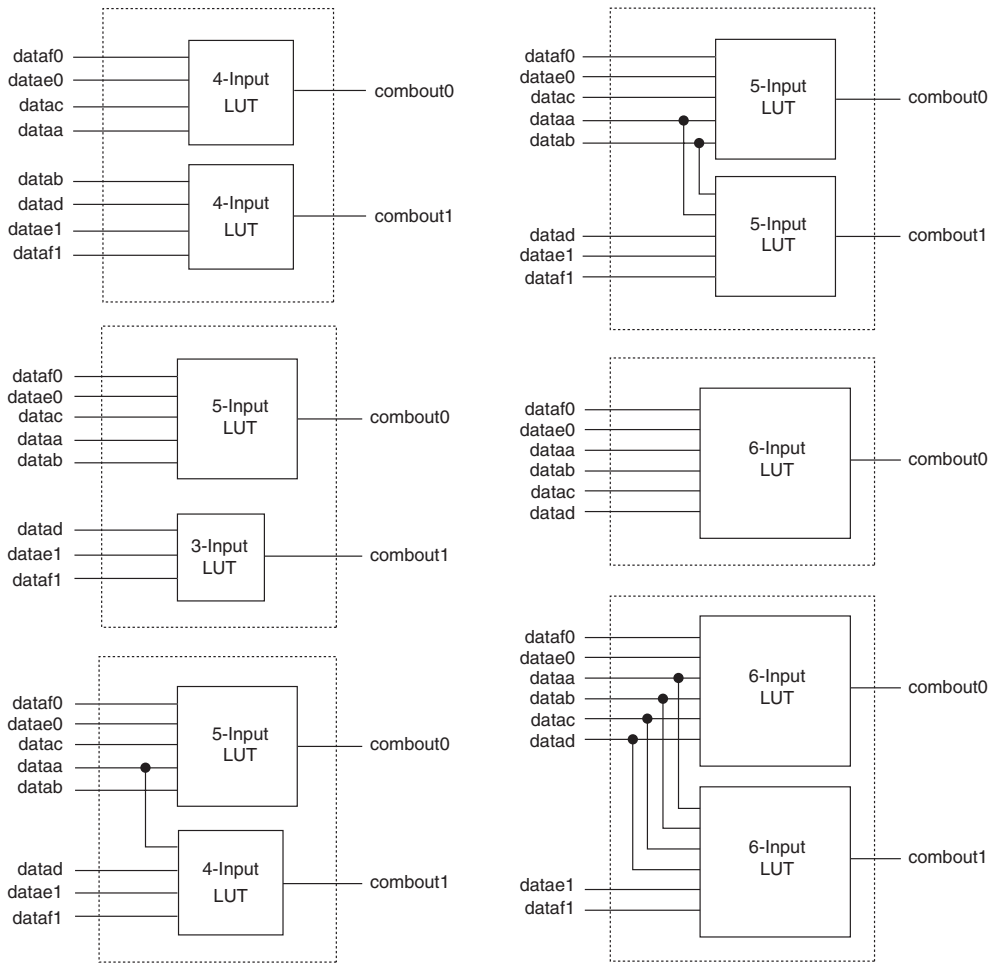 dataf0
datae0
datac
dataa
4-Input
LUT
combout0
datab
datad
datae1
dataf1
4-Input
LUT
combout1
dataf0
datae0
datac
dataa
datab
5-Input
LUT
combout0
datad
datae1
dataf1
3-Input
LUT
combout1
dataf0
datae0
datac
dataa
datab
5-Input
LUT
combout0
datad
datae1
dataf1
4-Input
LUT
combout1
dataf0
datae0
datac
dataa
datab
5-Input
LUT
combout0
datad
datae1
dataf1
5-Input
LUT
combout1
dataf0
datae0
dataa
datab
datac
datad
6-Input
LUT
combout0
dataf0
datae0
dataa
datab
datac
datad
6-Input
LUT
combout0
datae1
dataf1
6-Input
LUT
combout1